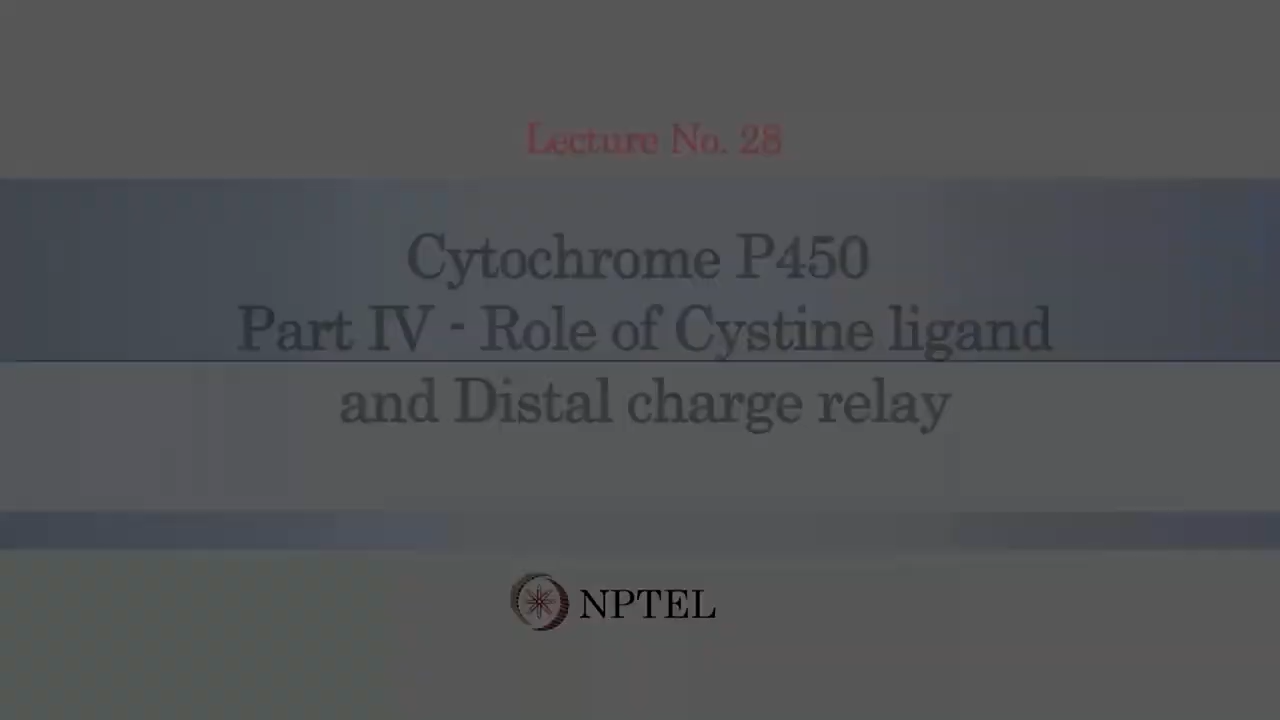 Lecture No. 28
Cytochrome P450
Part IV - Role of Cystine ligand
and Distal charge relay
NPTEL